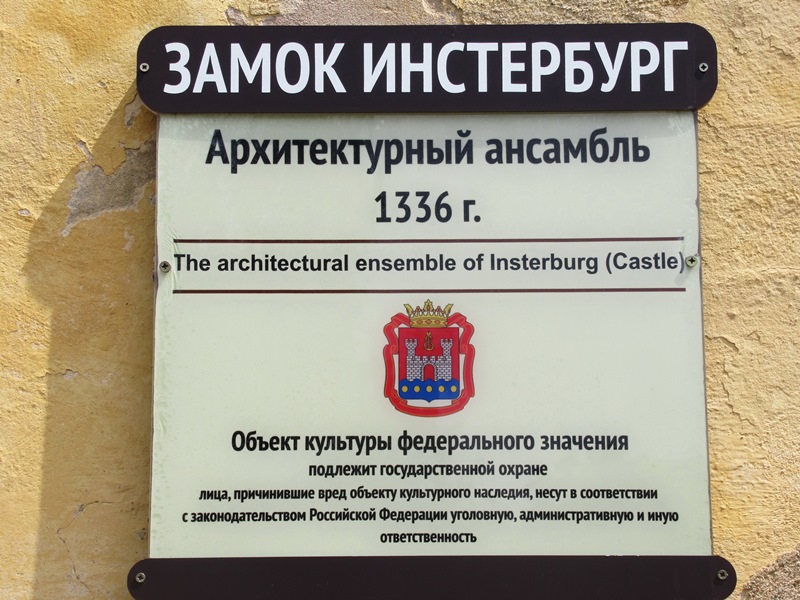 ЗАМОК ИНСТЕРБУРГ
Архитектурный ансамбль
1336 г.
The architectural ensemble of Insterburg (Castle)
Объект культуры федерального значения
подлежит государственной охране
лица, причинившие вред объекту культурного наследия, несут в соответствии
с законодательством Российской Федерации уголовную, административную и иную
ответственность